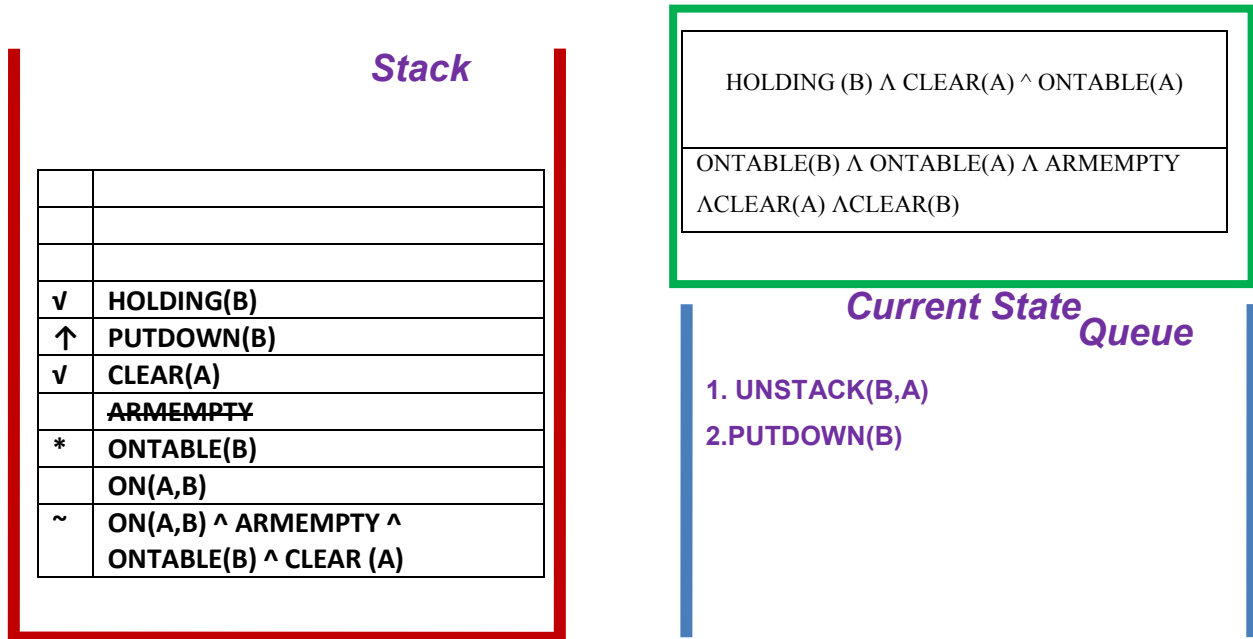 Stack
√ HOLDING(B)
↑ PUTDOWN(B)
√ CLEAR(A)
ARMEMPTY
* ONTABLE(B)
ON(A,B)
~ ON(A,B) ^ ARMEMPTY ^
ONTABLE(B) ^ CLEAR (A)
HOLDING (B) Λ CLEAR(A) ^ ONTABLE(A)
ONTABLE(B) Λ ONTABLE(A) Λ ARMEMPTY
ΛCLEAR(A) ΛCLEAR(B)
Current State
Queue
1. UNSTACK(B,A)
2.PUTDOWN(B)